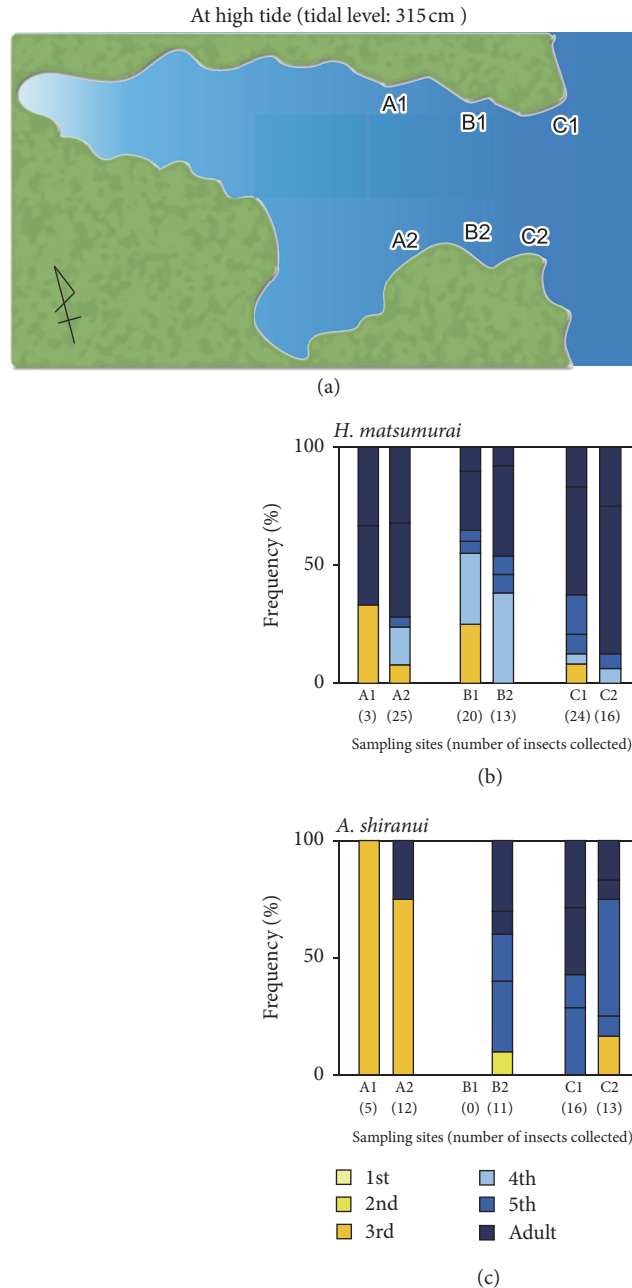 At high tide (tidal level: 315 cm )
A1
B1
C1
A2
B2
C2
(a)
H. matsumurai
100
50
0
Frequency (%)
A1 A2 B1 B2 C1 C2
(3) (25) (20) (13) (24) (16)
Sampling sites (number of insects collected)
(b)
A. shiranui
100
50
0
Frequency (%)
A1 A2 B1 B2 C1 C2
(5) (12) (0) (11) (16) (13)
Sampling sites (number of insects collected)
1st 4th
2nd 5th
3rd Adult
(c)